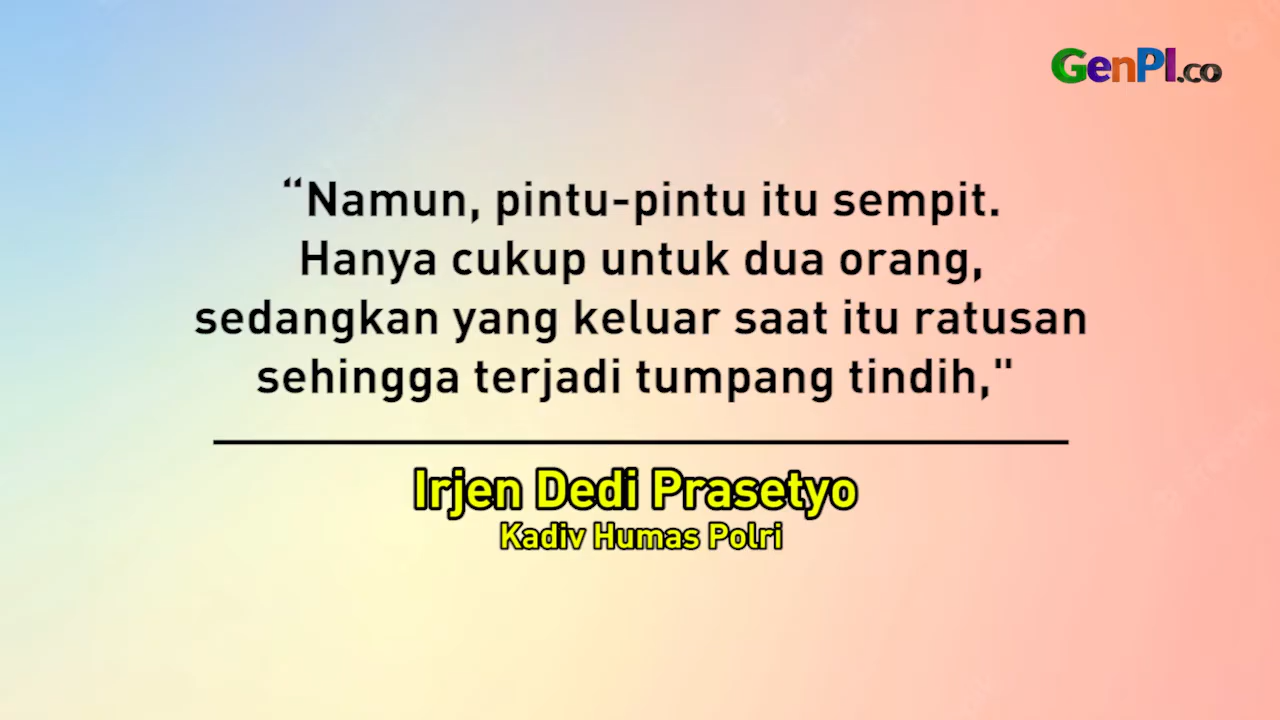 GenPI.co
“Namun, pintu-pintu itu sempit.
Hanya cukup untuk dua orang,
sedangkan yang keluar saat itu ratusan
sehingga terjadi tumpang tindih,"
Irjen Dedi Prasetyo
Kadiv Humas Polri